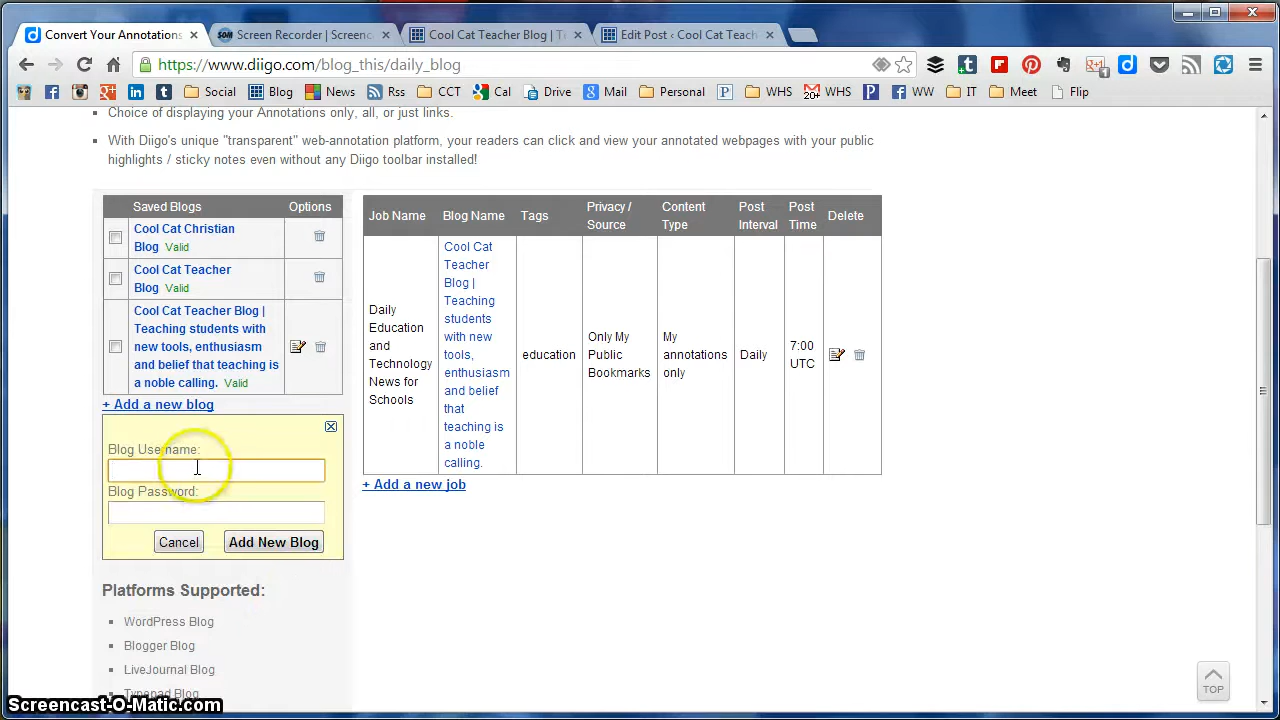 Convert Your Annotations
Screen Recorder | Screenc
Cool Cat Teacher Blog | Te
Edit Post ‹ Cool Cat Teach
https://www.diigo.com/blog_this/daily_blog
Social
Blog
News
Rss
CCT
Cal
Drive
Mail
Personal
WHS
20+
WHS
WW
IT
Meet
Flip
Choice of displaying your Annotations only, all, or just links.
With Diigo's unique "transparent" web-annotation platform, your readers can click and view your annotated webpages with your public
highlights / sticky notes even without any Diigo toolbar installed!
Saved Blogs
Options
Cool Cat Christian
Blog Valid
Cool Cat Teacher
Blog Valid
Cool Cat Teacher Blog |
Teaching students with
new tools, enthusiasm
and belief that teaching is
a noble calling. Valid
+ Add a new blog
Blog Username:
Blog Password:
Cancel
Add New Blog
Platforms Supported:
WordPress Blog
Blogger Blog
LiveJournal Blog
Typepad Blog
Job Name
Blog Name
Tags
Privacy /
Source
Content
Type
Post
Interval
Post
Time
Delete
Daily
Education
and
Technology
News for
Schools
Cool Cat
Teacher
Blog |
Teaching
students
with new
tools,
enthusiasm
and belief
that
teaching is
a noble
calling.
education
Only My
Public
Bookmarks
My
annotations
only
Daily
7:00
UTC
+ Add a new job
TOP
Screencast-O-Matic.com